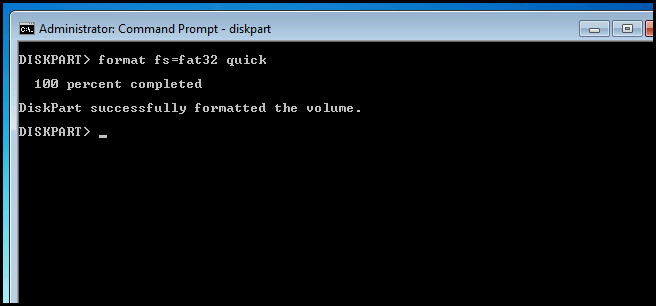 Administrator: Command Prompt - diskpart
DISKPART> format fs=fat32 quick
100 percent completed
DiskPart successfully formatted the volume.
DISKPART> _